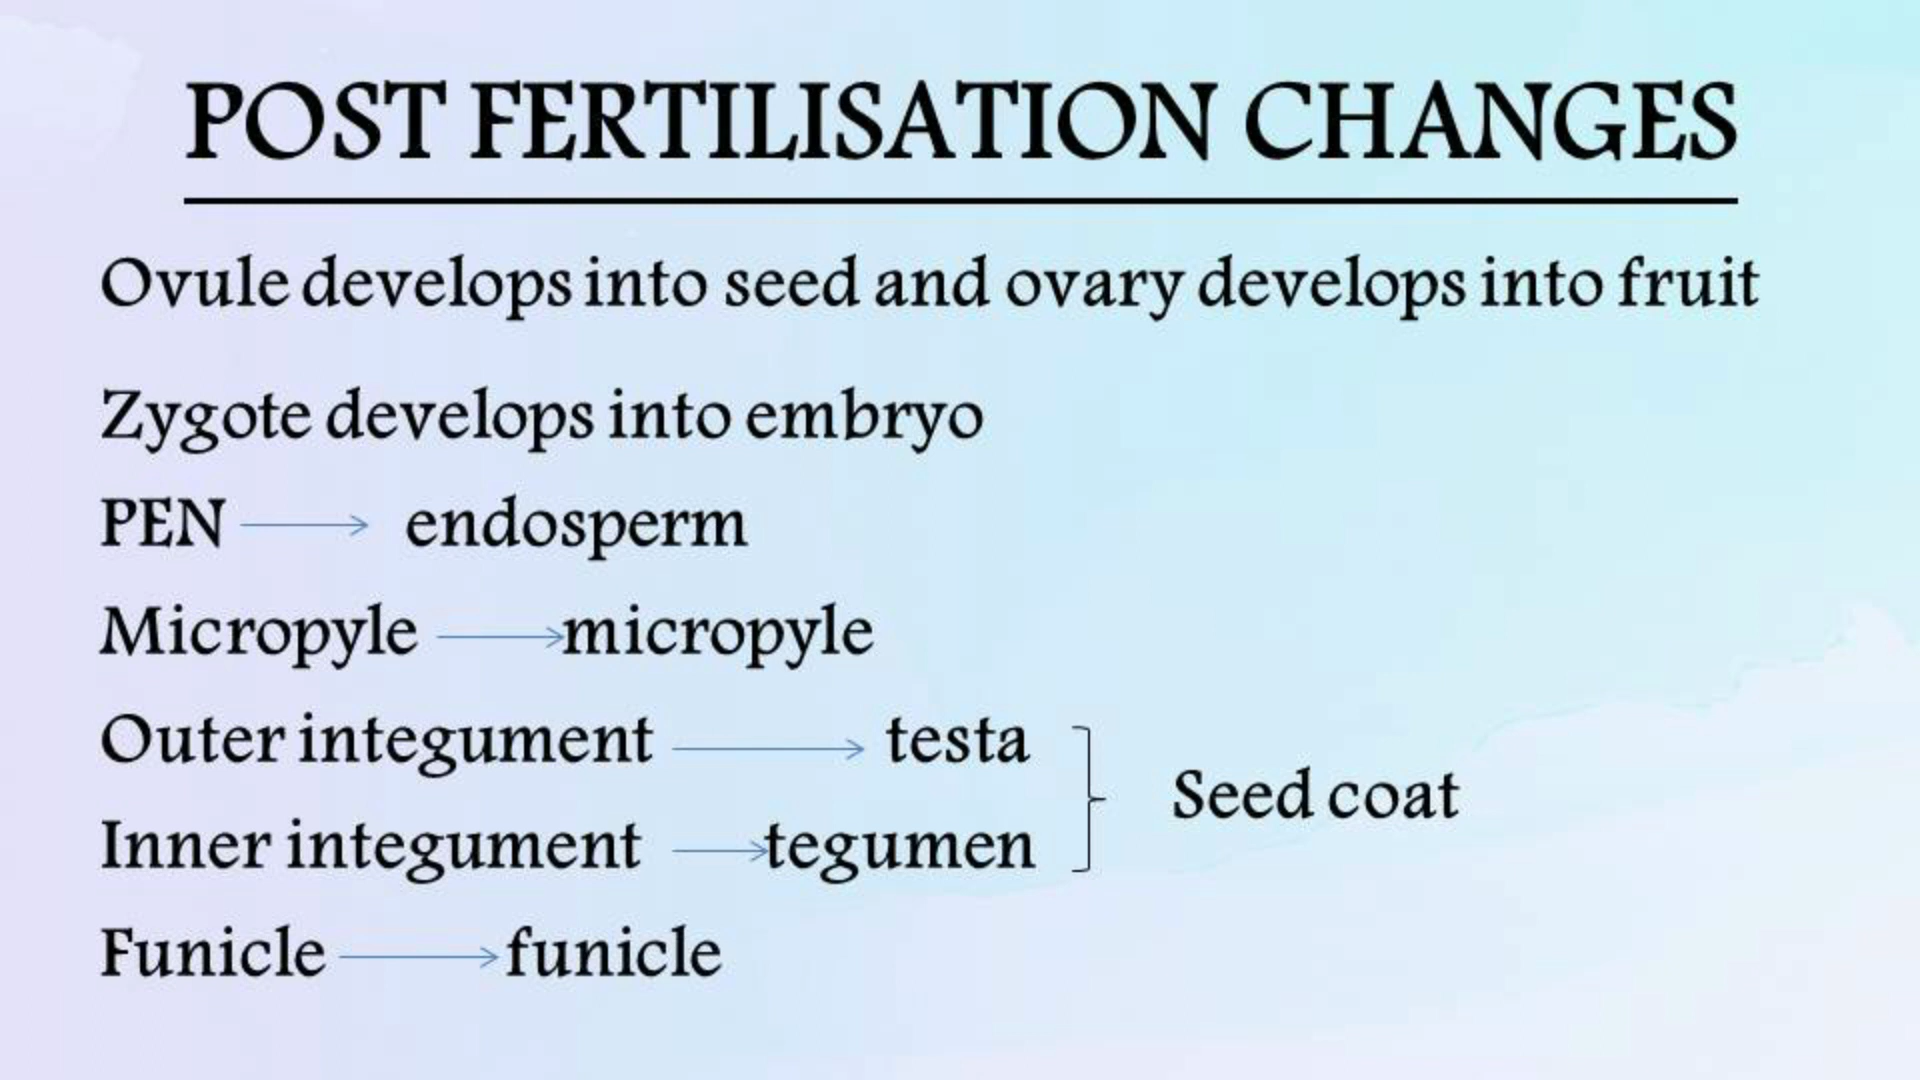 POST FERTILISATION CHANGES
Ovule develops into seed and ovary develops into fruit
Zygote develops into embryo
PEN → endosperm
Micropyle → micropyle
Outer integument → testa
Seed coat
Inner integument → tegumen
Funicle → funicle